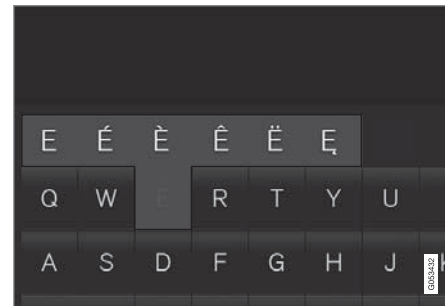 E É È Ê Ë Ę
Q W E R T Y U
A S D F G H J K
G053432